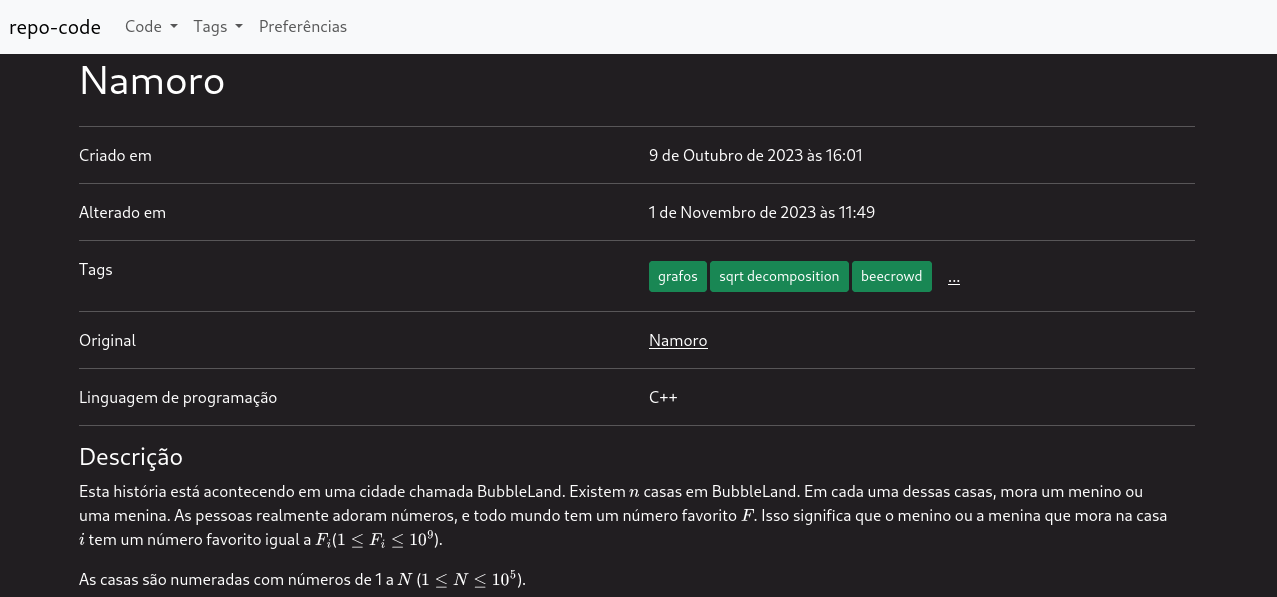 repo-code Code Tags Preferências
Namoro
Criado em 9 de Outubro de 2023 às 16:01
Alterado em 1 de Novembro de 2023 às 11:49
Tags grafos sqrt decomposition beecrowd ...
Original Namoro
Linguagem de programação C++
Descrição
Esta história está acontecendo em uma cidade chamada BubbleLand. Existem n casas em BubbleLand. Em cada uma dessas casas, mora um menino ou
uma menina. As pessoas realmente adoram números, e todo mundo tem um número favorito F. Isso significa que o menino ou a menina que mora na casa
i tem um número favorito igual a F_i(1 ≤ F_i ≤ 10^9).
As casas são numeradas com números de 1 a N (1 ≤ N ≤ 10^5).